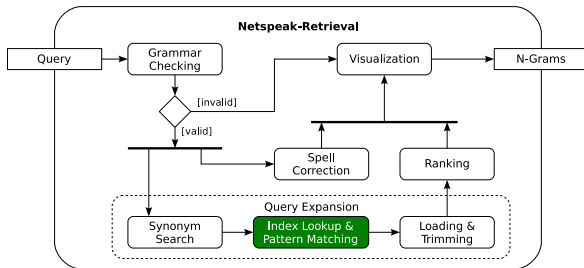 Netspeak-Retrieval
Query
Grammar
Checking
Visualization
N-Grams
[invalid]
[valid]
Spell
Correction
Ranking
Query Expansion
Synonym
Search
Index Lookup &
Pattern Matching
Loading &
Trimming